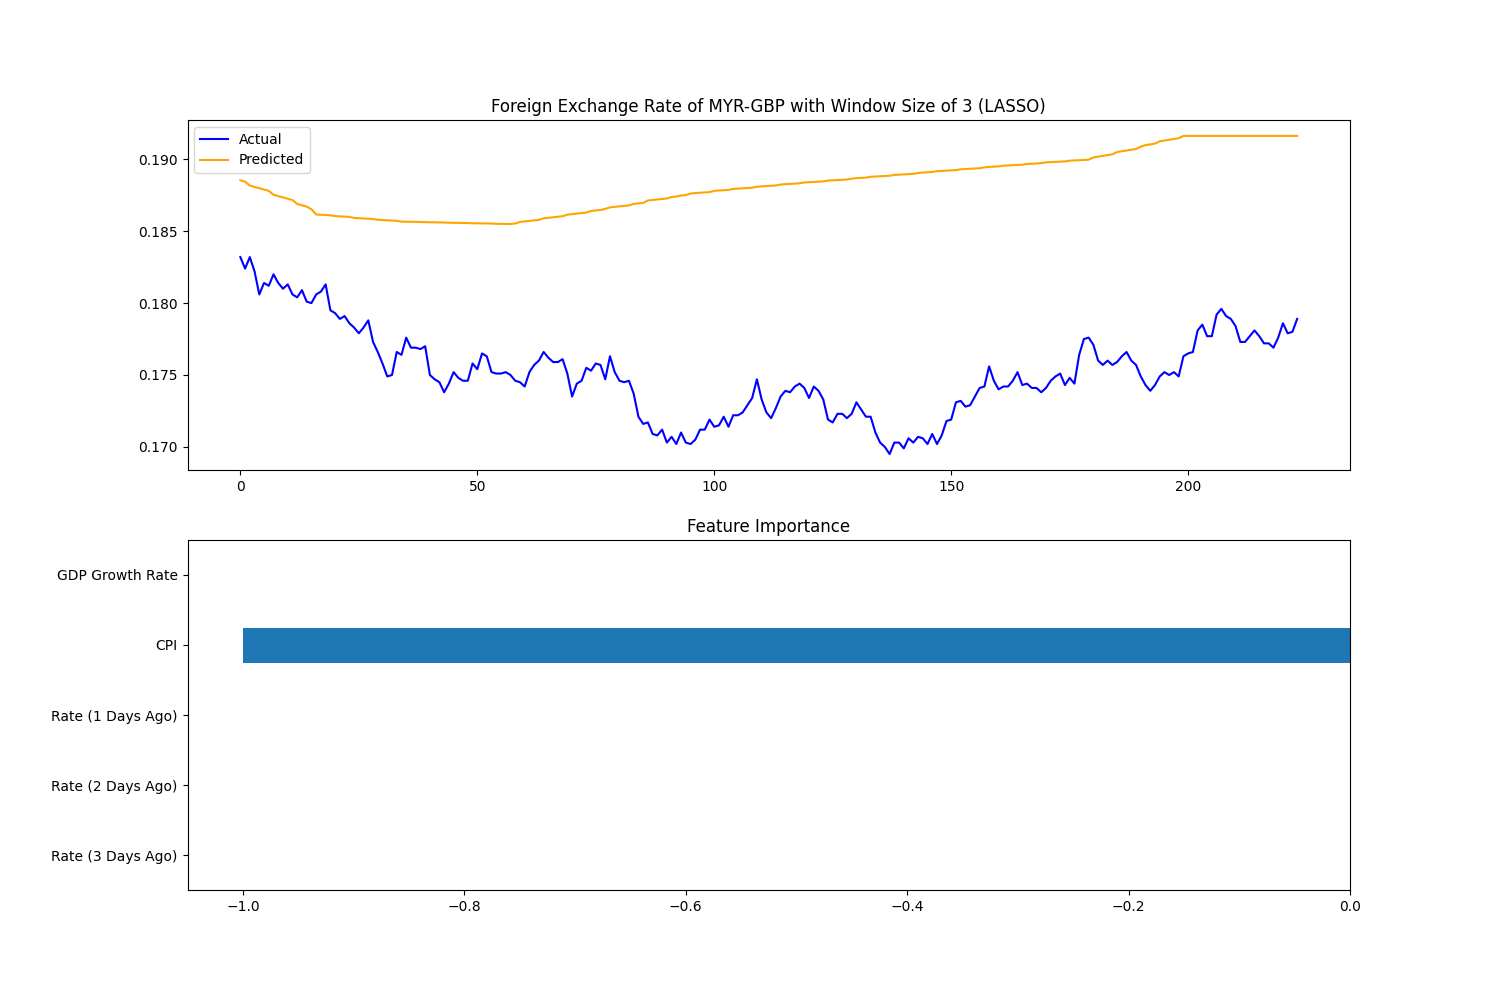 Foreign Exchange Rate of MYR-GBP with Window Size of 3 (LASSO)
Actual
Predicted
0.190
0.185
0.180
0.175
0.170
0 50 100 150 200
Feature Importance
GDP Growth Rate
CPI
Rate (1 Days Ago)
Rate (2 Days Ago)
Rate (3 Days Ago)
−1.0 −0.8 −0.6 −0.4 −0.2 0.0